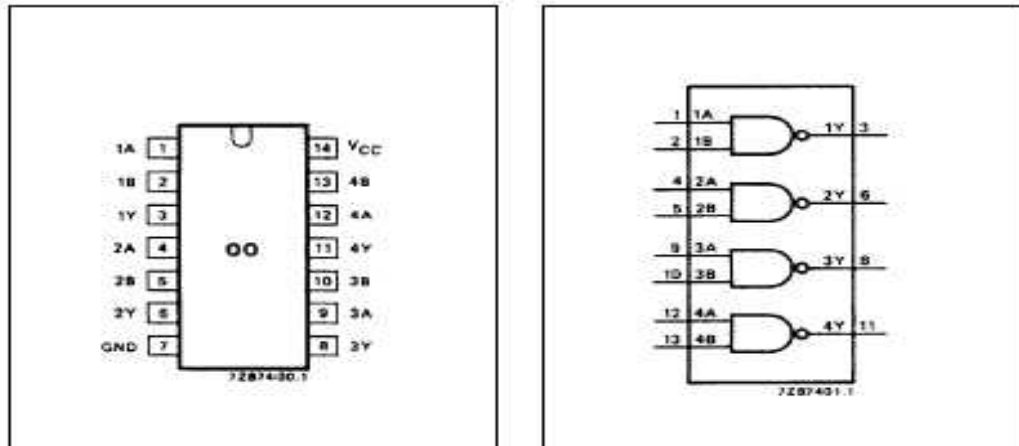 1A 1 14 VCC
1B 2 13 4B
1Y 3 12 4A
2A 4 00 11 4Y
2B 5 10 3B
2Y 6 9 3A
GND 7 8 3Y
7Z87400.1
1 1A 1Y 3
2 1B
4 2A 2Y 6
5 2B
9 3A 3Y 8
10 3B
12 4A 4Y 11
13 4B
7Z87401.1